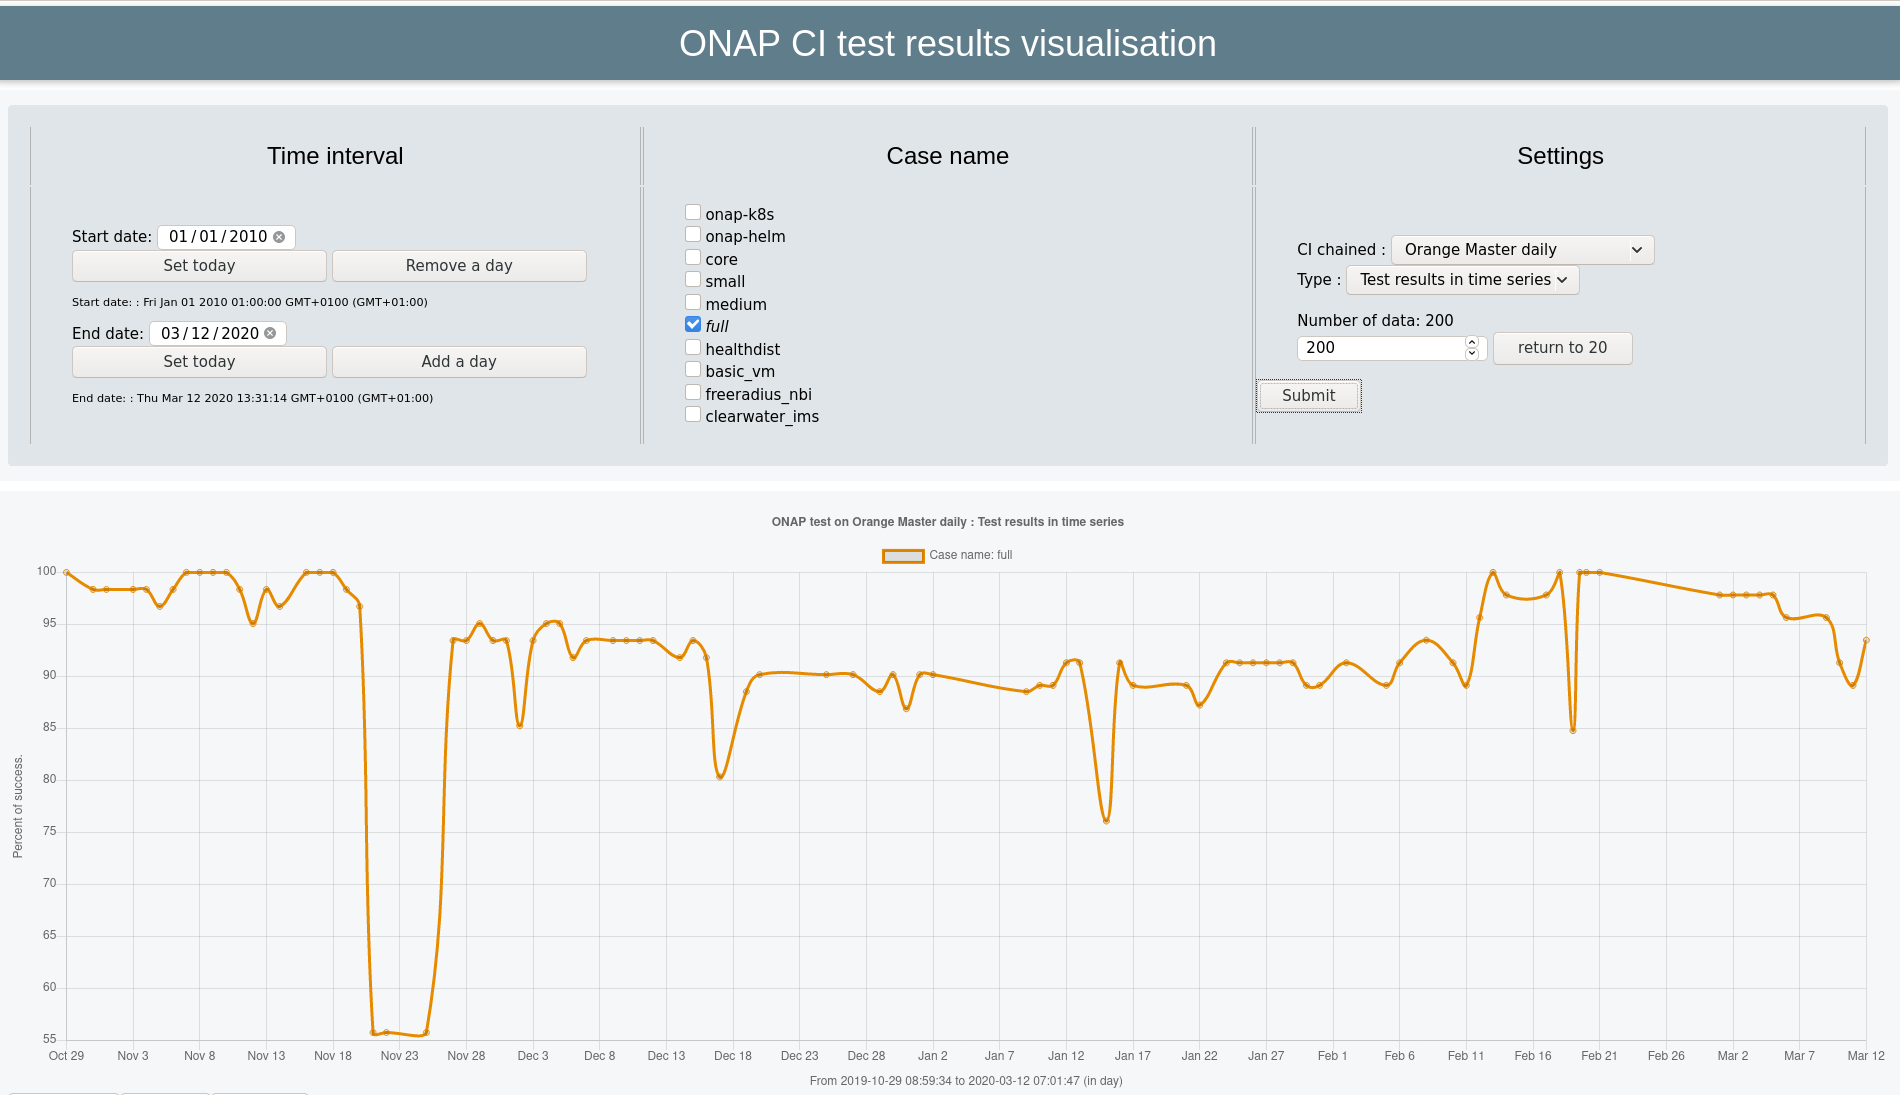 ONAP CI test results visualisation
Time interval
Case name
Settings
Start date: 01/01/2010
Set today
Remove a day
Start date: : Fri Jan 01 2010 01:00:00 GMT+0100 (GMT+01:00)
End date: 03/12/2020
Set today
Add a day
End date: : Thu Mar 12 2020 13:31:14 GMT+0100 (GMT+01:00)
onap-k8s
onap-helm
core
small
medium
full
healthdist
basic_vm
freeradius_nbi
clearwater_ims
CI chained : Orange Master daily
Type : Test results in time series
Number of data: 200
200
return to 20
Submit
ONAP test on Orange Master daily : Test results in time series
Case name: full
Percent of success.
100
95
90
85
80
75
70
65
60
55
Oct 29 Nov 3 Nov 8 Nov 13 Nov 18 Nov 23 Nov 28 Dec 3 Dec 8 Dec 13 Dec 18 Dec 23 Dec 28 Jan 2 Jan 7 Jan 12 Jan 17 Jan 22 Jan 27 Feb 1 Feb 6 Feb 11 Feb 16 Feb 21 Feb 26 Mar 2 Mar 7 Mar 12
From 2019-10-29 08:59:34 to 2020-03-12 07:01:47 (in day)